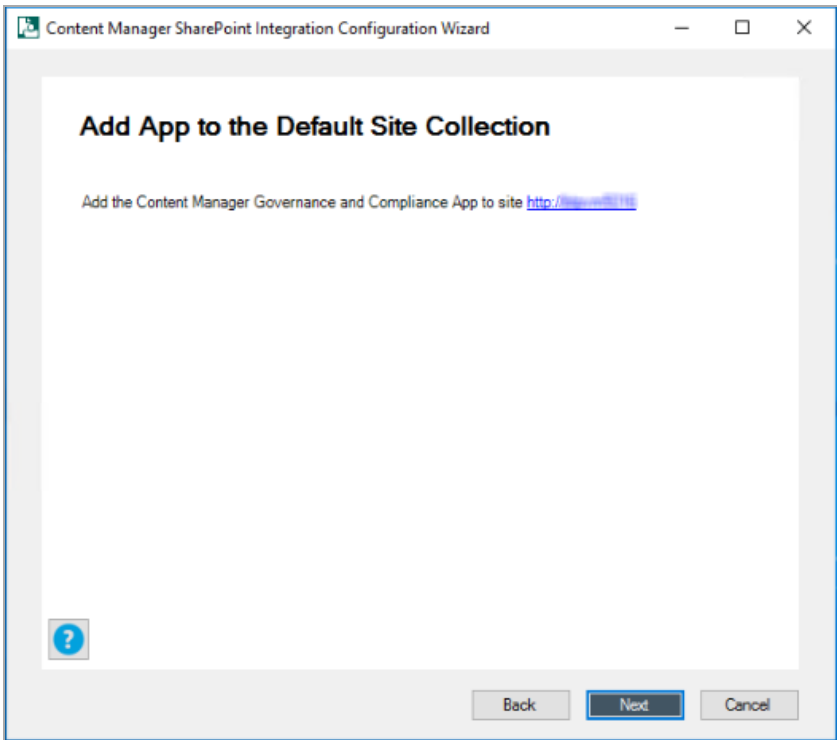 Content Manager SharePoint Integration Configuration Wizard
Add App to the Default Site Collection
Add the Content Manager Governance and Compliance App to site http://
?
Back
Next
Cancel